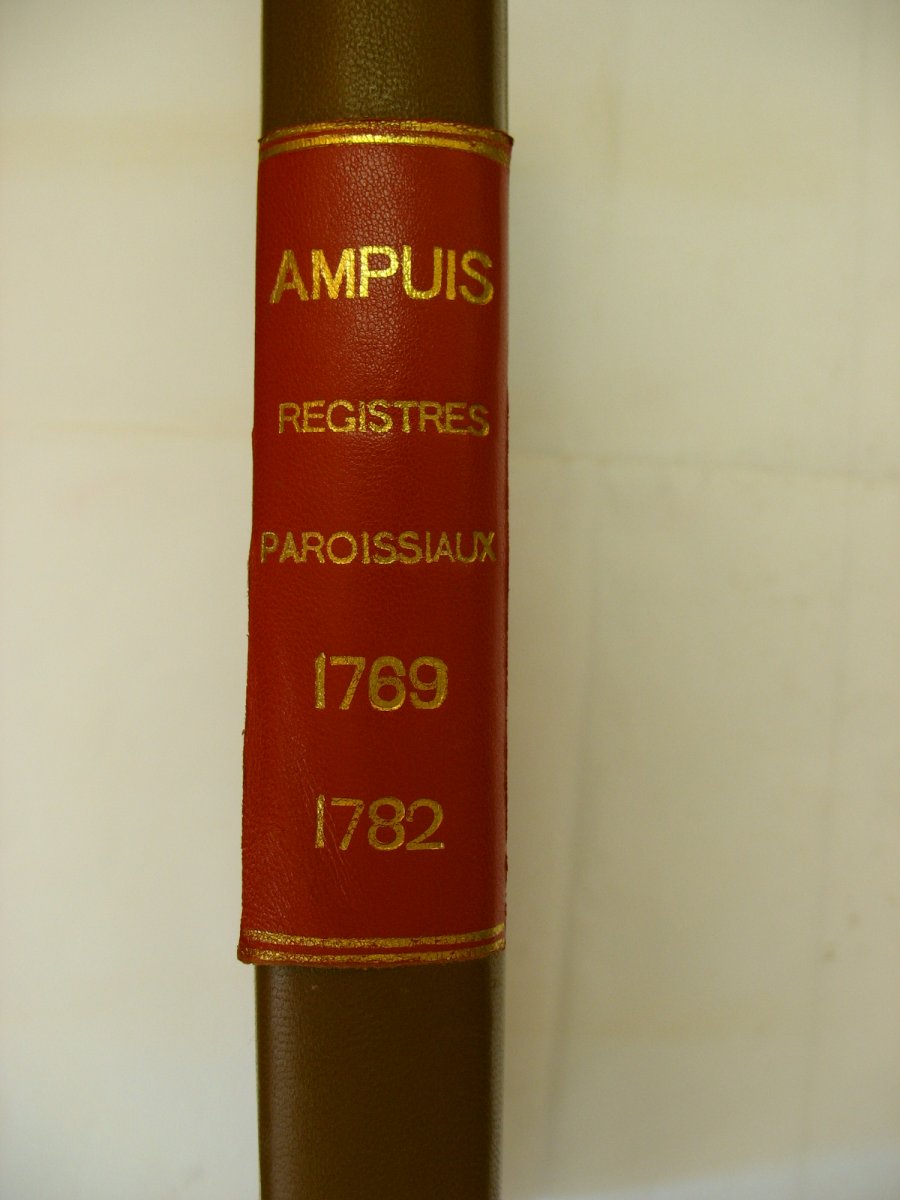 AMPUIS
REGISTRES
PAROISSIAUX
1769
1782